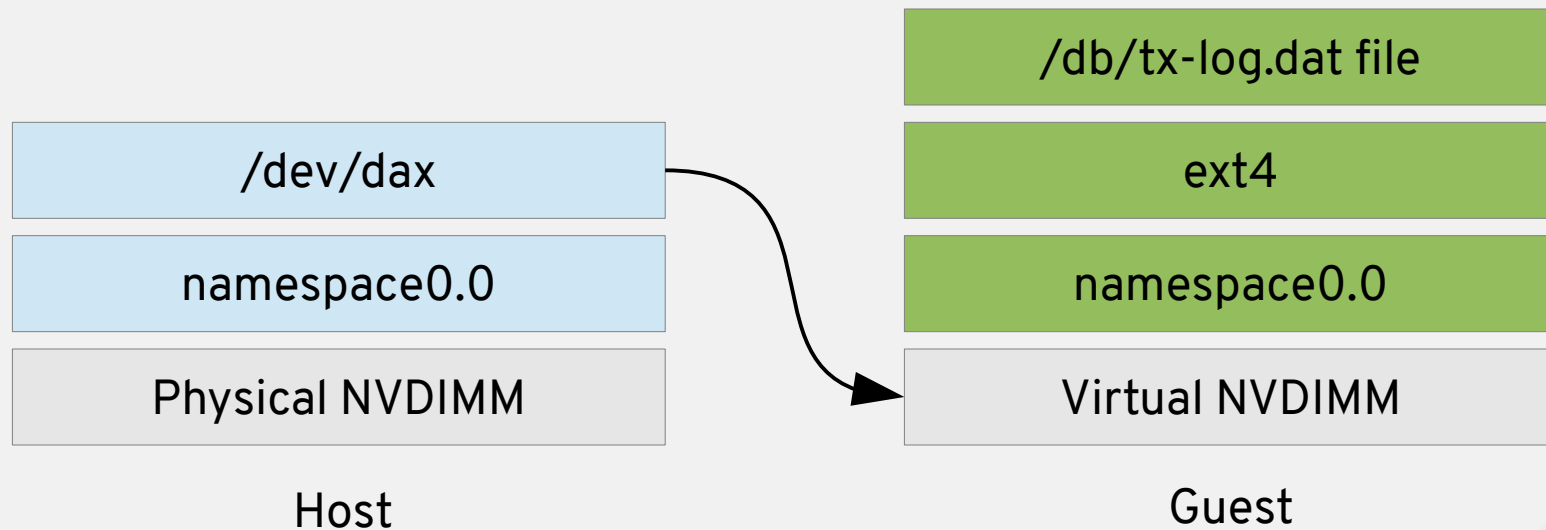 /dev/dax
namespace0.0
Physical NVDIMM
Host
/db/tx-log.dat file
ext4
namespace0.0
Virtual NVDIMM
Guest